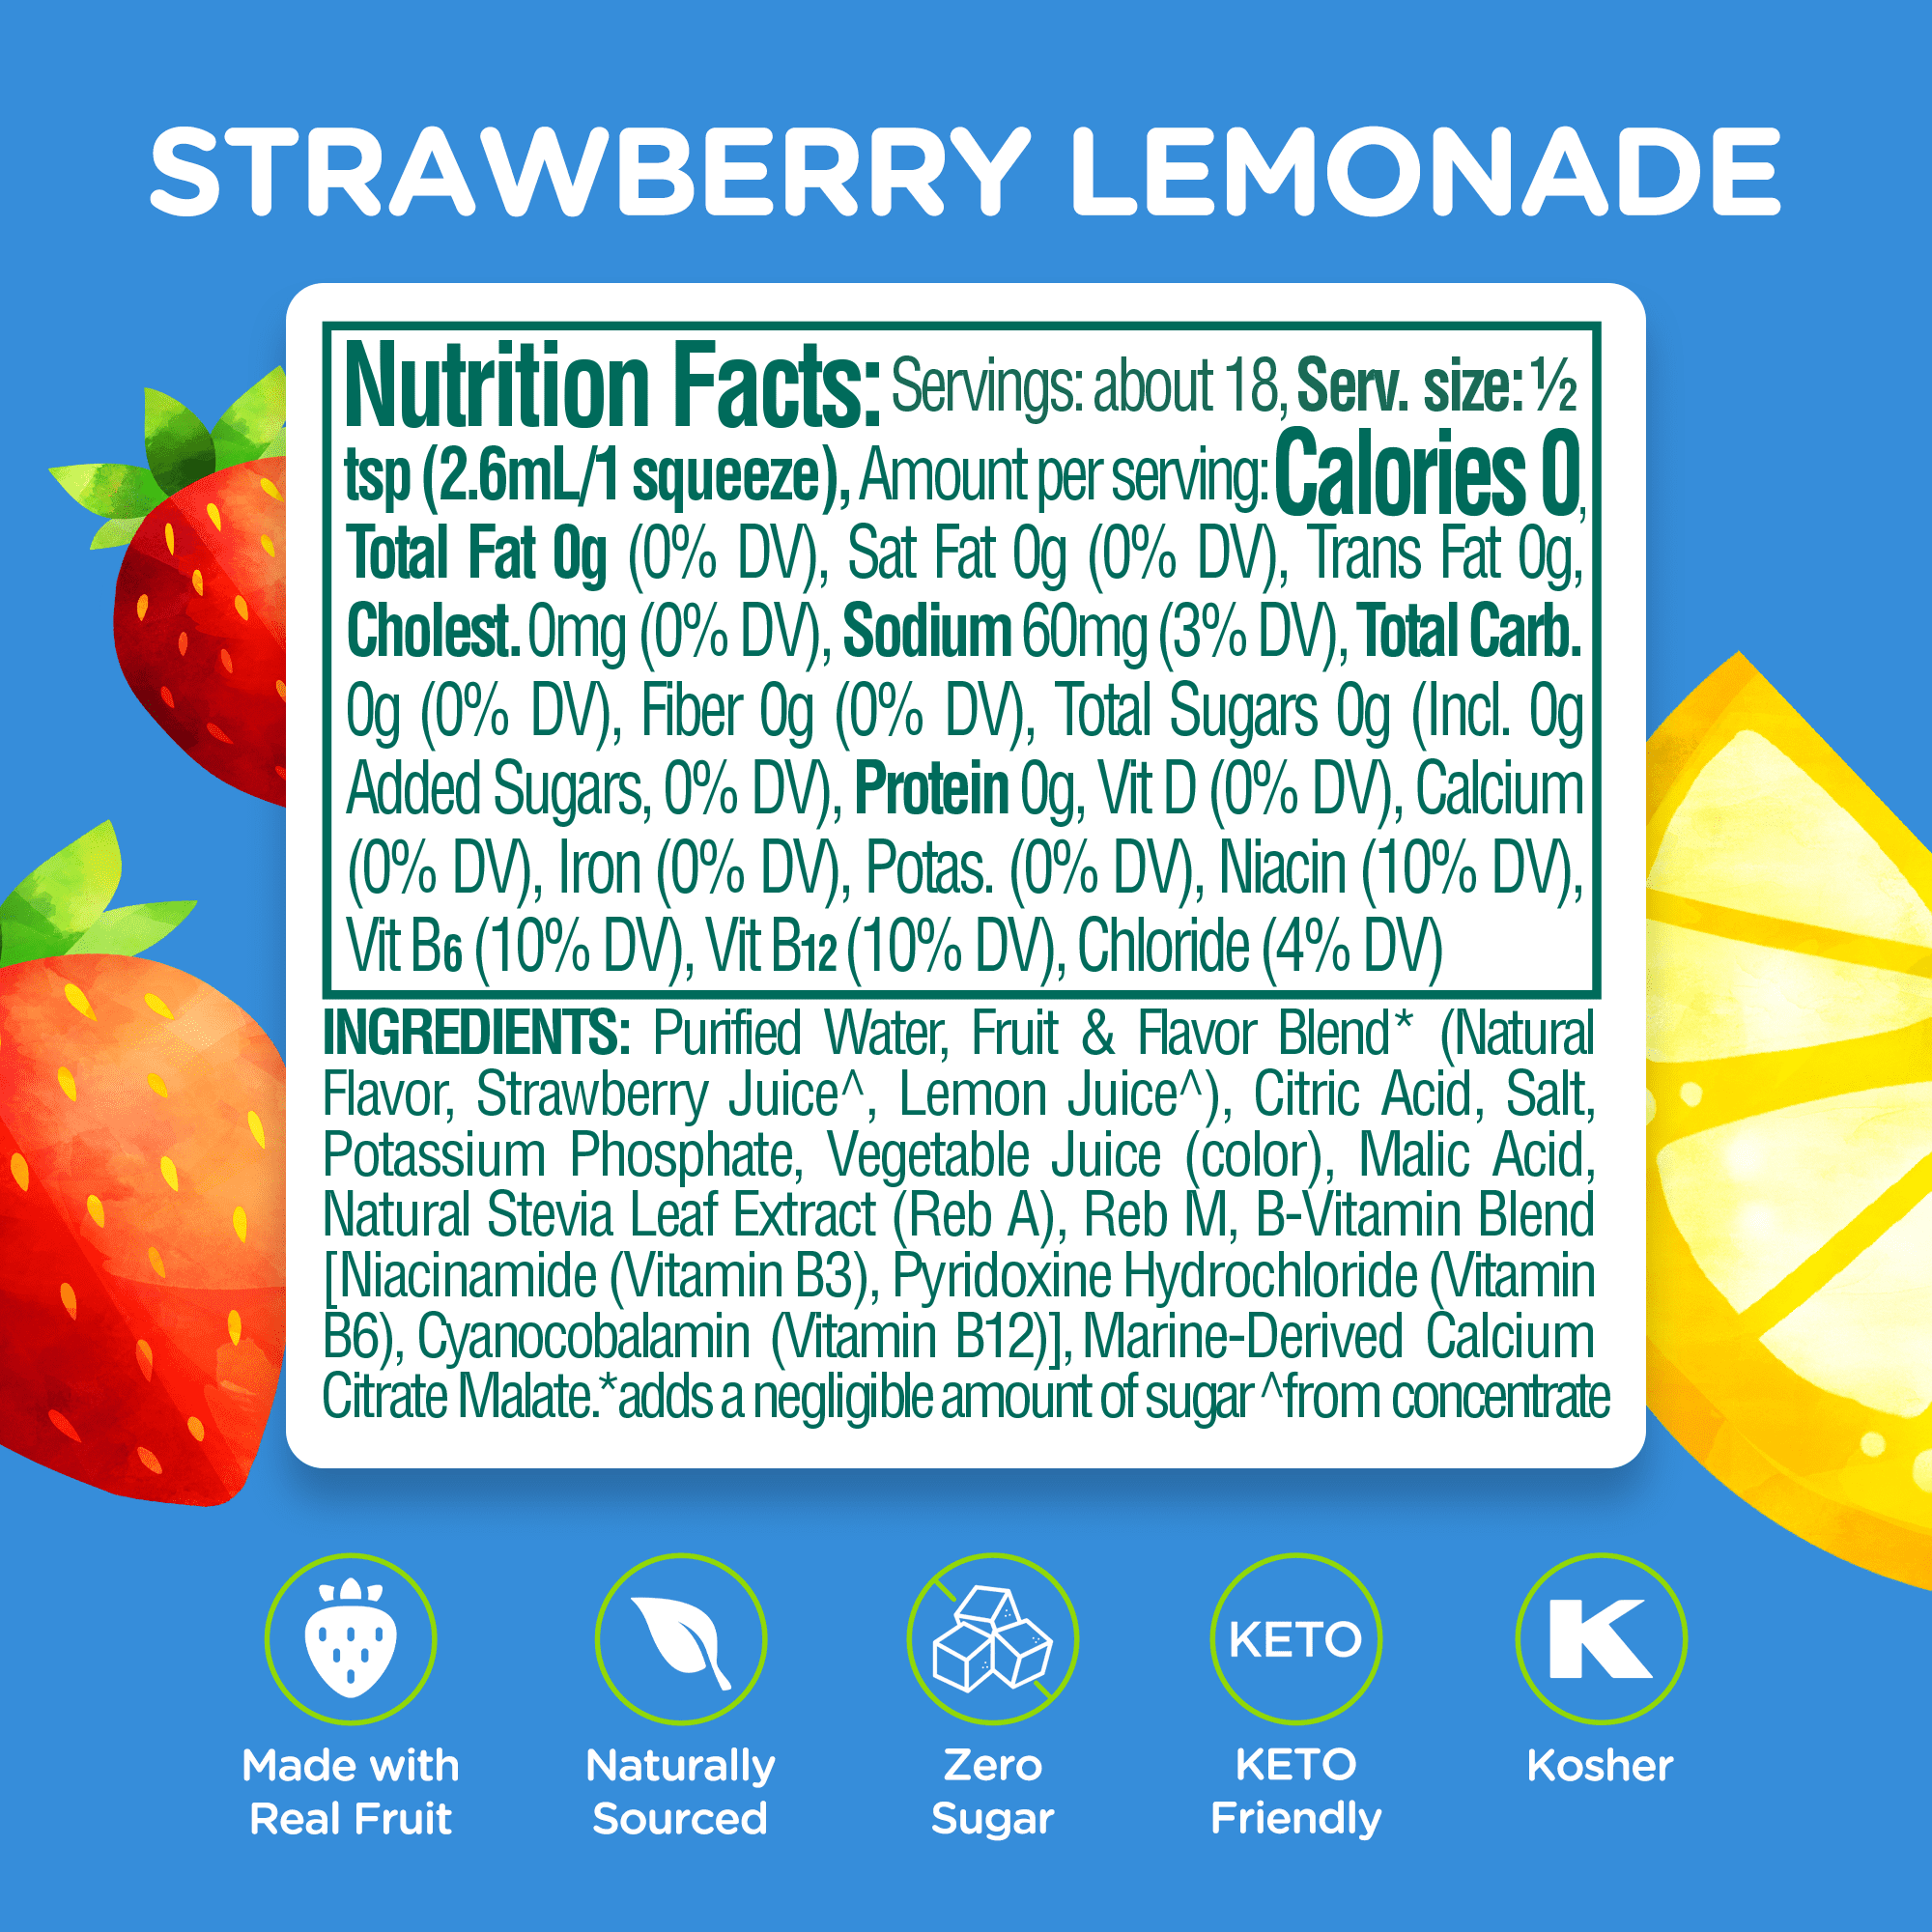 STRAWBERRY LEMONADE
Nutrition Facts: Servings: about 18, Serv. size: ½
tsp (2.6mL/1 squeeze), Amount per serving: Calories 0,
Total Fat 0g (0% DV), Sat Fat 0g (0% DV), Trans Fat 0g,
Cholest. 0mg (0% DV), Sodium 60mg (3% DV), Total Carb.
0g (0% DV), Fiber 0g (0% DV), Total Sugars 0g (Incl. 0g
Added Sugars, 0% DV), Protein 0g, Vit D (0% DV), Calcium
(0% DV), Iron (0% DV), Potas. (0% DV), Niacin (10% DV),
Vit B6 (10% DV), Vit B12 (10% DV), Chloride (4% DV)
INGREDIENTS: Purified Water, Fruit & Flavor Blend* (Natural
Flavor, Strawberry Juice^, Lemon Juice^), Citric Acid, Salt,
Potassium Phosphate, Vegetable Juice (color), Malic Acid,
Natural Stevia Leaf Extract (Reb A), Reb M, B-Vitamin Blend
[Niacinamide (Vitamin B3), Pyridoxine Hydrochloride (Vitamin
B6), Cyanocobalamin (Vitamin B12)], Marine-Derived Calcium
Citrate Malate.*adds a negligible amount of sugar ^from concentrate
KETO
K
Made with
Real Fruit
Naturally
Sourced
Zero
Sugar
KETO
Friendly
Kosher